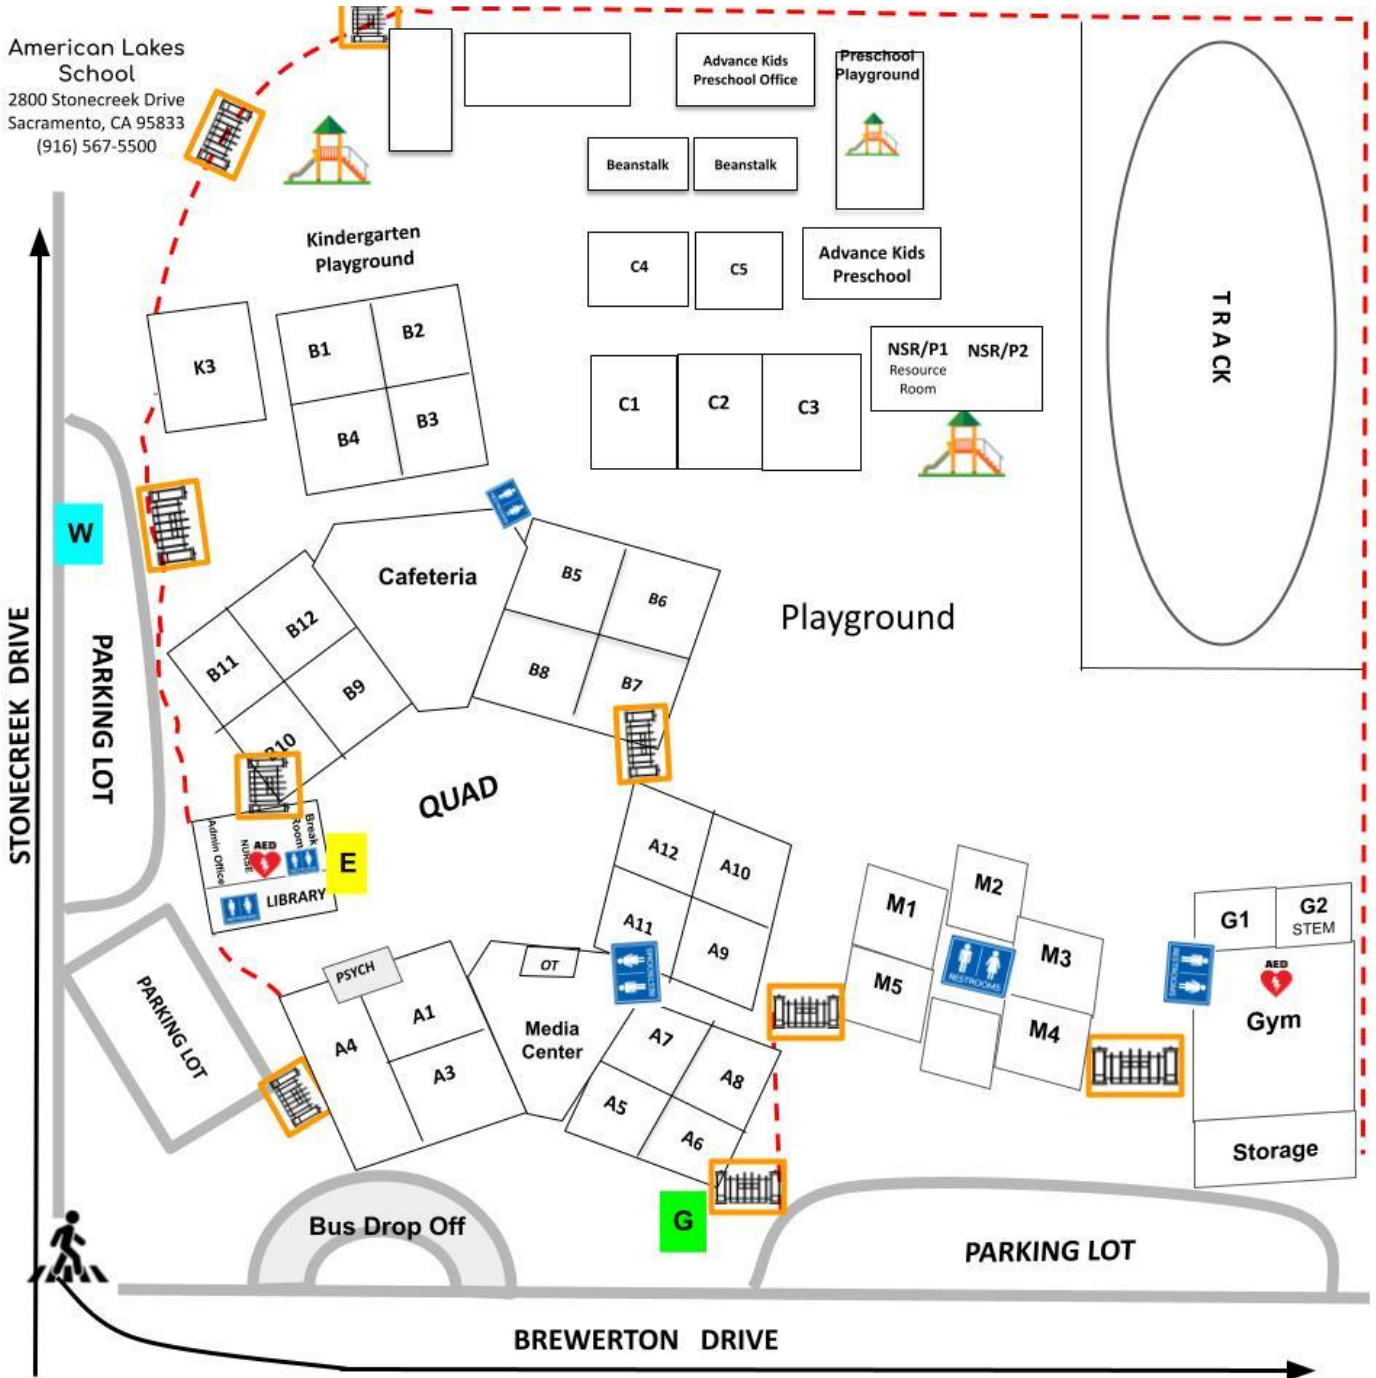 American Lakes
School
2800 Stonecreek Drive
Sacramento, CA 95833
(916) 567-5500
Advance Kids
Preschool Office
Preschool
Playground
Beanstalk
Beanstalk
Kindergarten
Playground
C4
C5
Advance Kids
Preschool
TRACK
K3
B1
B2
B4
B3
C1
C2
C3
NSR/P1 NSR/P2
Resource
Room
W
Cafeteria
B5
B6
B8
B7
Playground
B12
B11
B9
B10
STONECREEK DRIVE
PARKING LOT
QUAD
Admin Office
NURSE
AED
Break
Room
LIBRARY
E
A12
A10
A11
A9
M1
M2
M3
M5
M4
RESTROOMS
G1
G2
STEM
RESTROOMS
AED
Gym
Storage
PSYCH
OT
RESTROOMS
A1
A4
A3
Media
Center
A7
A8
A5
A6
PARKING LOT
Bus Drop Off
G
PARKING LOT
BREWERTON DRIVE